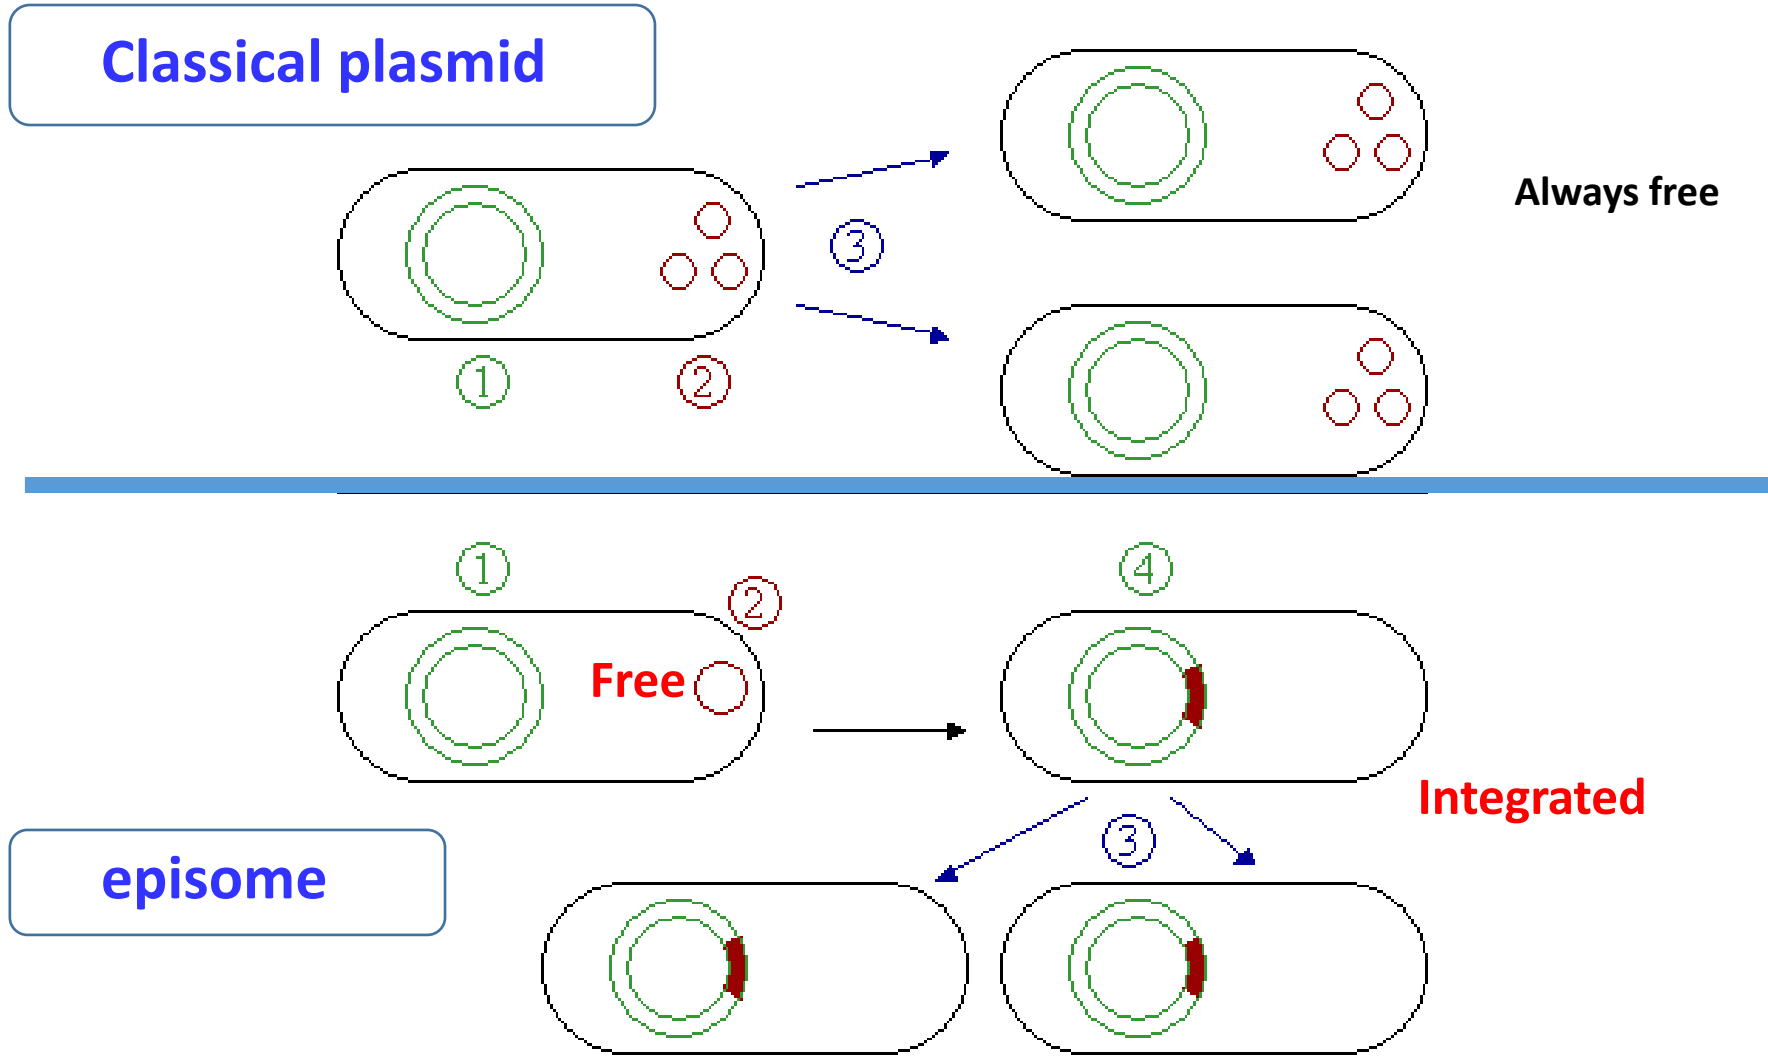 Classical plasmid
Always free
3
1
2
1
2
4
Free
Integrated
3
episome